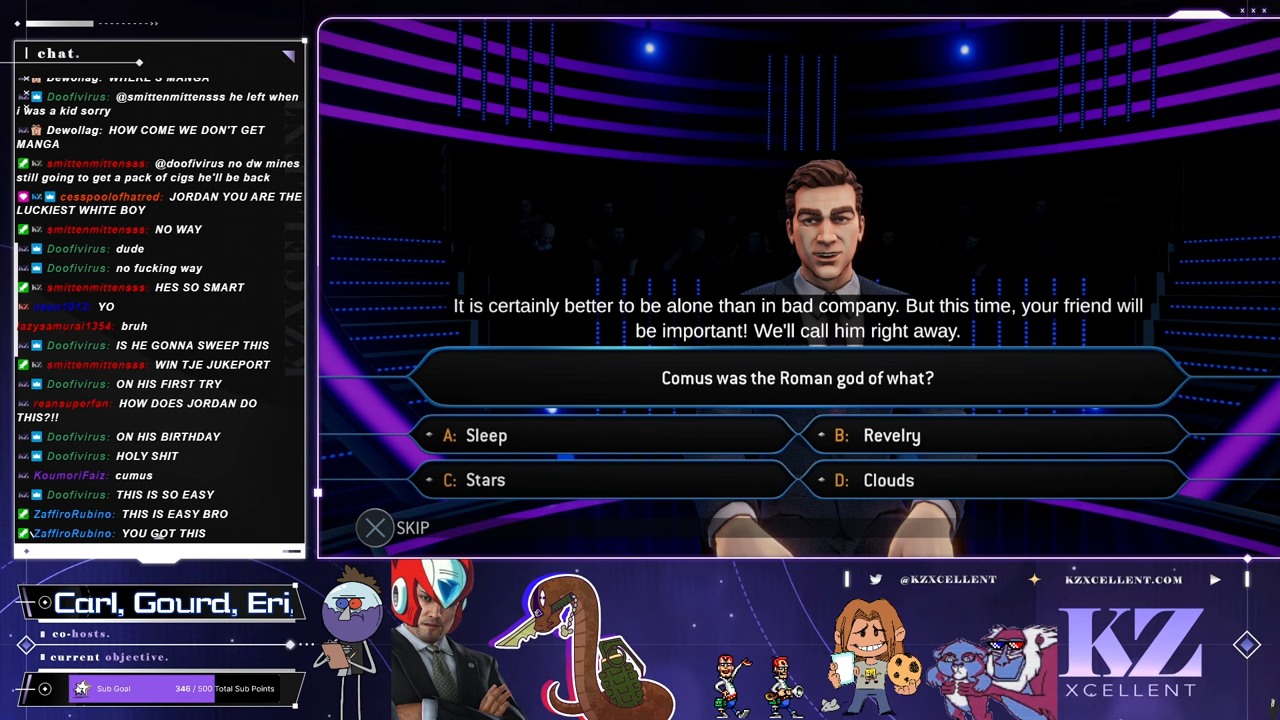 chat.
Dewollag: WHERE'S MANGA
Doofivirus: @smittenmittensss he left when
i was a kid sorry
Dewollag: HOW COME WE DON'T GET
MANGA
smittenmittensss: @doofivirus no dw mines
still going to get a pack of cigs he'll be back
cesspoolofhatred: JORDAN YOU ARE THE
LUCKIEST WHITE BOY
smittenmittensss: NO WAY
Doofivirus: dude
Doofivirus: no fucking way
smittenmittensss: HES SO SMART
YO
lazysamurai1354: bruh
Doofivirus: IS HE GONNA SWEEP THIS
smittenmittensss: WIN TJE JUKEPORT
Doofivirus: ON HIS FIRST TRY
reansuperfan: HOW DOES JORDAN DO
THIS?!!
Doofivirus: ON HIS BIRTHDAY
Doofivirus: HOLY SHIT
KoumoriFaiz: cumus
Doofivirus: THIS IS SO EASY
ZaffiroRubino: THIS IS EASY BRO
ZaffiroRubino: YOU GOT THIS
It is certainly better to be alone than in bad company. But this time, your friend will
be important! We'll call him right away.
Comus was the Roman god of what?
A: Sleep
B: Revelry
C: Stars
D: Clouds
SKIP
Carl, Gourd, Eri,
co-hosts.
current objective.
Sub Goal
346 / 500 Total Sub Points
@KZXCELLENT
KZXCELLENT.COM
KZ
XCELLENT